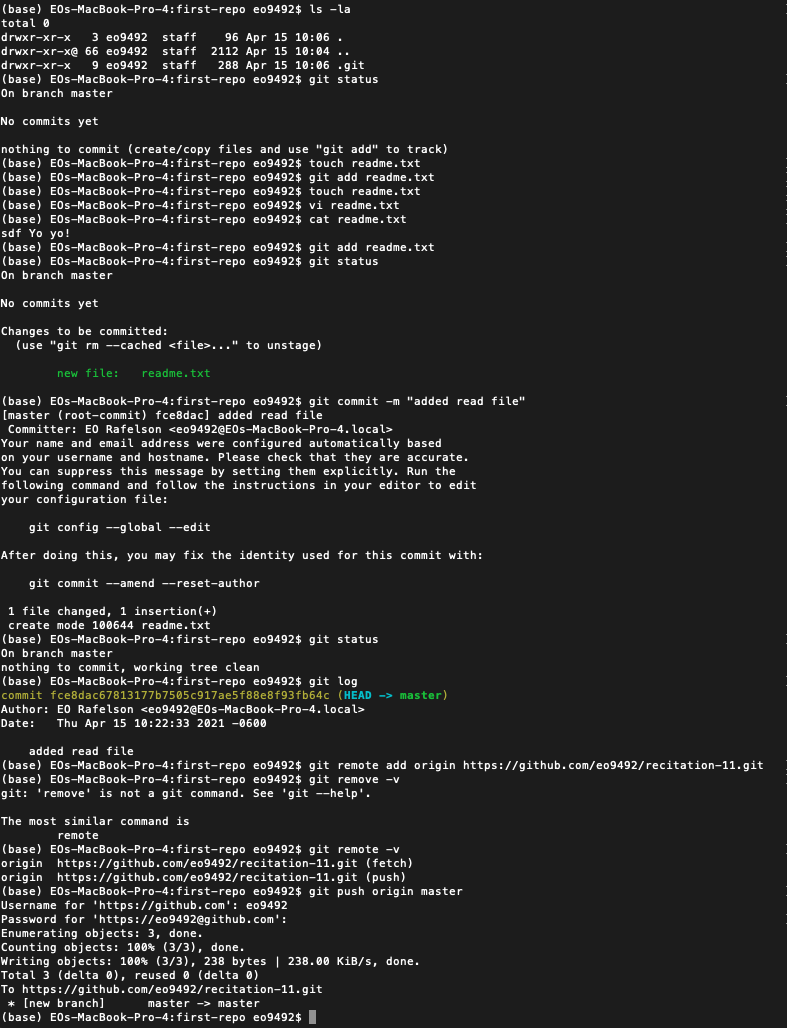 (base) EOs-MacBook-Pro-4:first-repo eo9492$ ls -la
total 0
drwxr-xr-x   3 eo9492  staff    96 Apr 15 10:06 .
drwxr-xr-x@ 66 eo9492  staff  2112 Apr 15 10:04 ..
drwxr-xr-x   9 eo9492  staff   288 Apr 15 10:06 .git
(base) EOs-MacBook-Pro-4:first-repo eo9492$ git status
On branch master

No commits yet

nothing to commit (create/copy files and use "git add" to track)
(base) EOs-MacBook-Pro-4:first-repo eo9492$ touch readme.txt
(base) EOs-MacBook-Pro-4:first-repo eo9492$ git add readme.txt
(base) EOs-MacBook-Pro-4:first-repo eo9492$ touch readme.txt
(base) EOs-MacBook-Pro-4:first-repo eo9492$ vi readme.txt
(base) EOs-MacBook-Pro-4:first-repo eo9492$ cat readme.txt
sdf Yo yo!
(base) EOs-MacBook-Pro-4:first-repo eo9492$ git add readme.txt
(base) EOs-MacBook-Pro-4:first-repo eo9492$ git status
On branch master

No commits yet

Changes to be committed:
  (use "git rm --cached <file>..." to unstage)

        new file:   readme.txt

(base) EOs-MacBook-Pro-4:first-repo eo9492$ git commit -m "added read file"
[master (root-commit) fce8dac] added read file
 Committer: EO Rafelson <eo9492@EOs-MacBook-Pro-4.local>
Your name and email address were configured automatically based
on your username and hostname. Please check that they are accurate.
You can suppress this message by setting them explicitly. Run the
following command and follow the instructions in your editor to edit
your configuration file:

    git config --global --edit

After doing this, you may fix the identity used for this commit with:

    git commit --amend --reset-author

 1 file changed, 1 insertion(+)
 create mode 100644 readme.txt
(base) EOs-MacBook-Pro-4:first-repo eo9492$ git status
On branch master
nothing to commit, working tree clean
(base) EOs-MacBook-Pro-4:first-repo eo9492$ git log
commit fce8dac67813177b7505c917ae5f88e8f93fb64c (HEAD -> master)
Author: EO Rafelson <eo9492@EOs-MacBook-Pro-4.local>
Date:   Thu Apr 15 10:22:33 2021 -0600

    added read file
(base) EOs-MacBook-Pro-4:first-repo eo9492$ git remote add origin https://github.com/eo9492/recitation-11.git
(base) EOs-MacBook-Pro-4:first-repo eo9492$ git remove -v
git: 'remove' is not a git command. See 'git --help'.

The most similar command is
        remote
(base) EOs-MacBook-Pro-4:first-repo eo9492$ git remote -v
origin  https://github.com/eo9492/recitation-11.git (fetch)
origin  https://github.com/eo9492/recitation-11.git (push)
(base) EOs-MacBook-Pro-4:first-repo eo9492$ git push origin master
Username for 'https://github.com': eo9492
Password for 'https://eo9492@github.com':
Enumerating objects: 3, done.
Counting objects: 100% (3/3), done.
Writing objects: 100% (3/3), 238 bytes | 238.00 KiB/s, done.
Total 3 (delta 0), reused 0 (delta 0)
To https://github.com/eo9492/recitation-11.git
 * [new branch]      master -> master
(base) EOs-MacBook-Pro-4:first-repo eo9492$